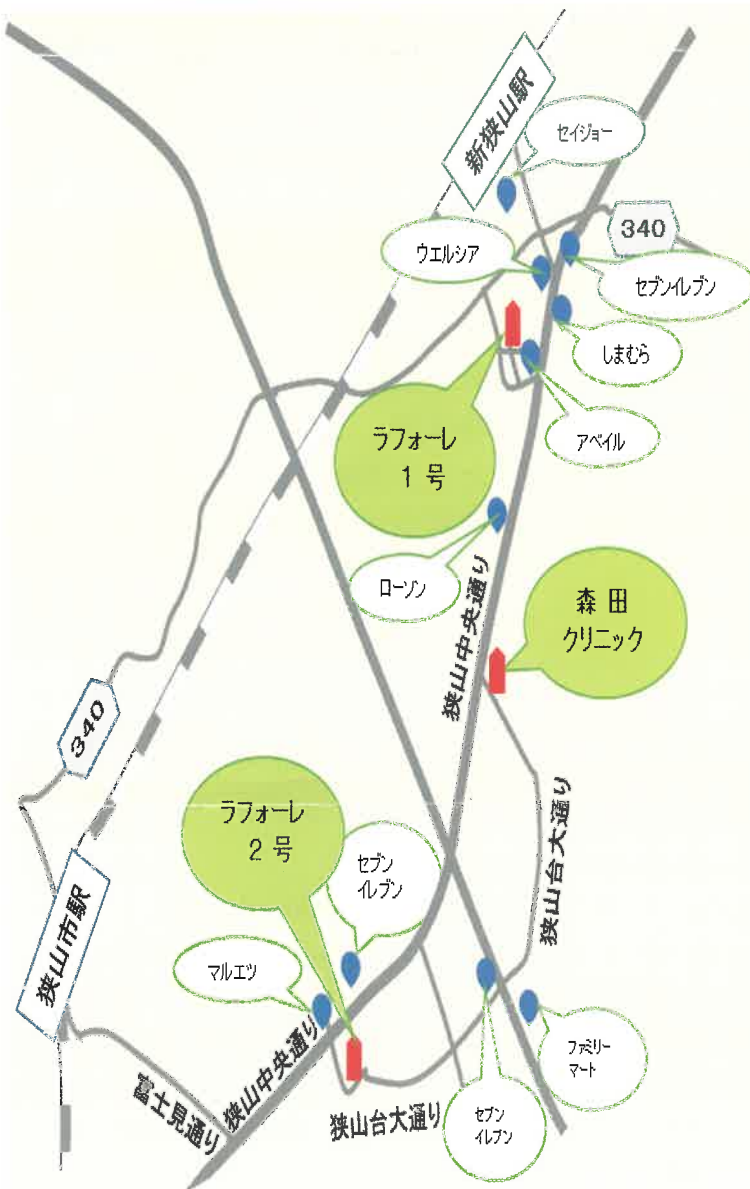 新狭山駅
セイジョー
340
ウエルシア
セブンイレブン
しまむら
アベイル
ラフォーレ
1 号
ローソン
狭山中央通り
森 田
クリニック
340
ラフォーレ
2 号
セブン
イレブン
狭山台大通り
狭山市駅
マルエツ
ファミリー
マート
狭山中央通り
富士見通り
狭山台大通り
セブン
イレブン